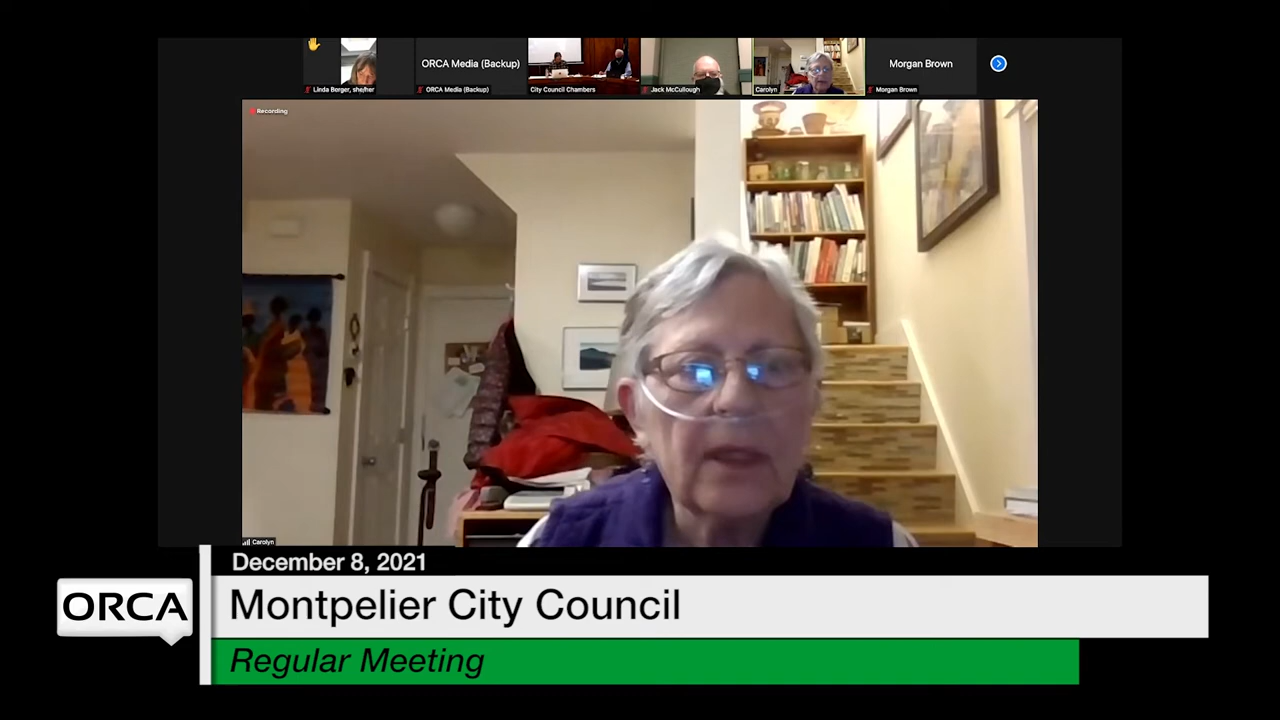 ORCA Media (Backup)
Morgan Brown
Linda Berger, she/her
ORCA Media (Backup)
City Council Chambers
Jack McCullough
Carolyn
Morgan Brown
Recording
Carolyn
December 8, 2021
ORCA
Montpelier City Council
Regular Meeting